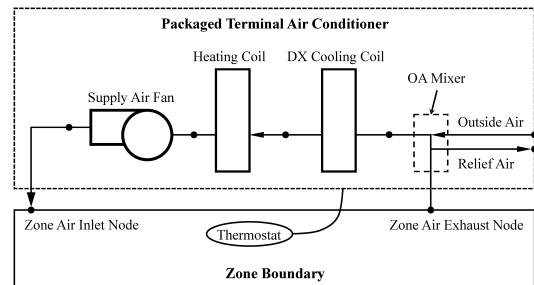 Packaged Terminal Air Conditioner
Heating Coil
DX Cooling Coil
OA Mixer
Supply Air Fan
Outside Air
Relief Air
Zone Air Inlet Node
Thermostat
Zone Air Exhaust Node
Zone Boundary